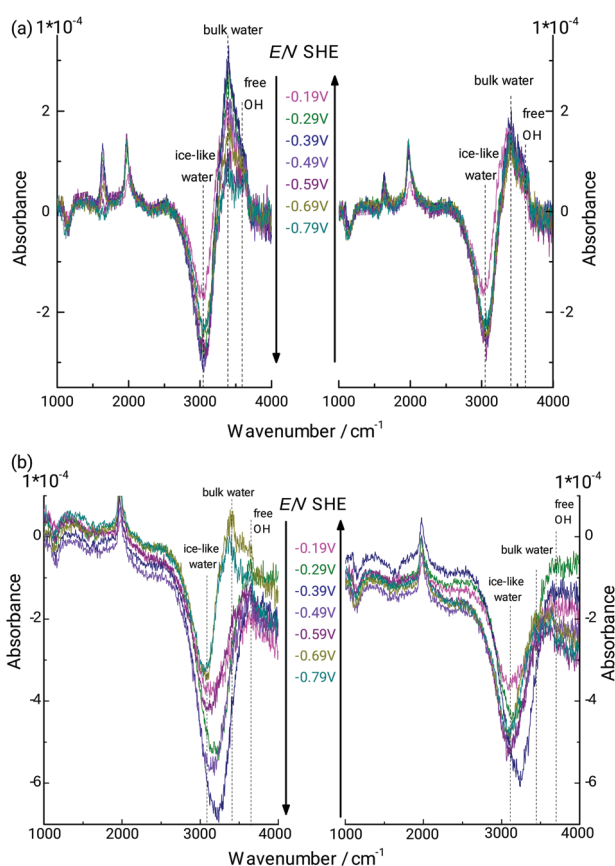 (a)
1*10⁻⁴
bulk water
E/V SHE
free
OH
ice-like
water
2
0
-2
Absorbance
1000 2000 3000 4000
Wavenumber / cm⁻¹
-0.19V
-0.29V
-0.39V
-0.49V
-0.59V
-0.69V
-0.79V
1*10⁻⁴
bulk water
free
OH
ice-like
water
2
0
-2
Absorbance
1000 2000 3000 4000
(b)
1*10⁻⁴
bulk water
E/V SHE
free
OH
ice-like
water
0
-2
-4
-6
Absorbance
1000 2000 3000 4000
Wavenumber / cm⁻¹
-0.19V
-0.29V
-0.39V
-0.49V
-0.59V
-0.69V
-0.79V
1*10⁻⁴
free
OH
bulk water
ice-like
water
0
-2
-4
-6
Absorbance
1000 2000 3000 4000